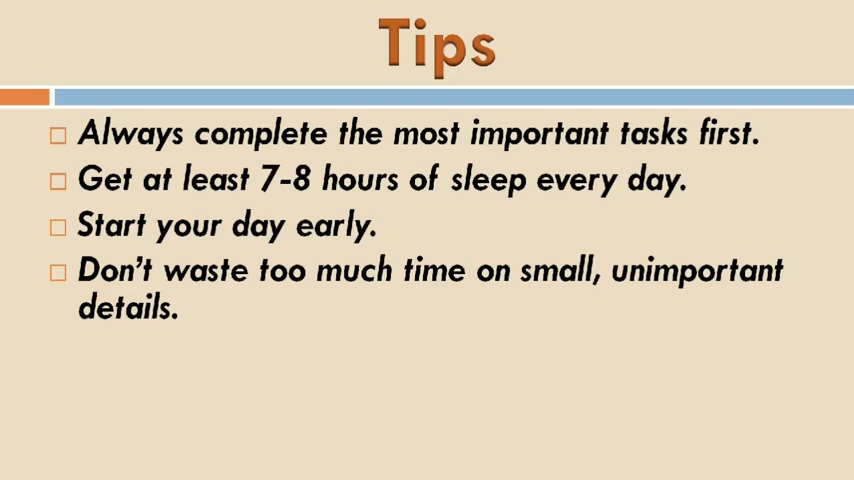 Tips
Always complete the most important tasks first.
Get at least 7-8 hours of sleep every day.
Start your day early.
Don’t waste too much time on small, unimportant
details.